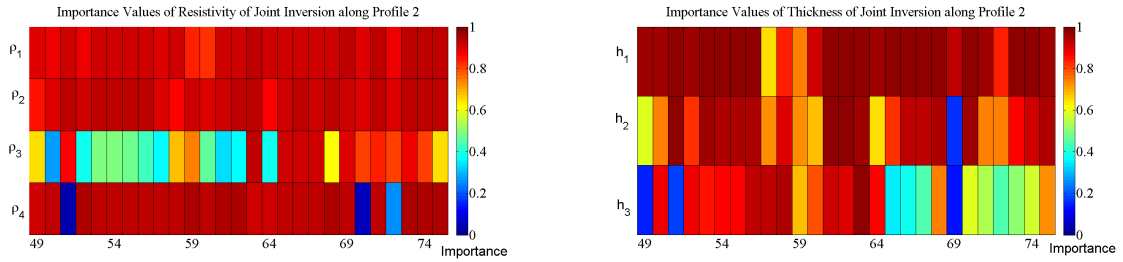 Importance Values of Resistivity of Joint Inversion along Profile 2
ρ1
ρ2
ρ3
ρ4
49 54 59 64 69 74
1
0.8
0.6
0.4
0.2
0
Importance
Importance Values of Thickness of Joint Inversion along Profile 2
h1
h2
h3
49 54 59 64 69 74
1
0.8
0.6
0.4
0.2
0
Importance